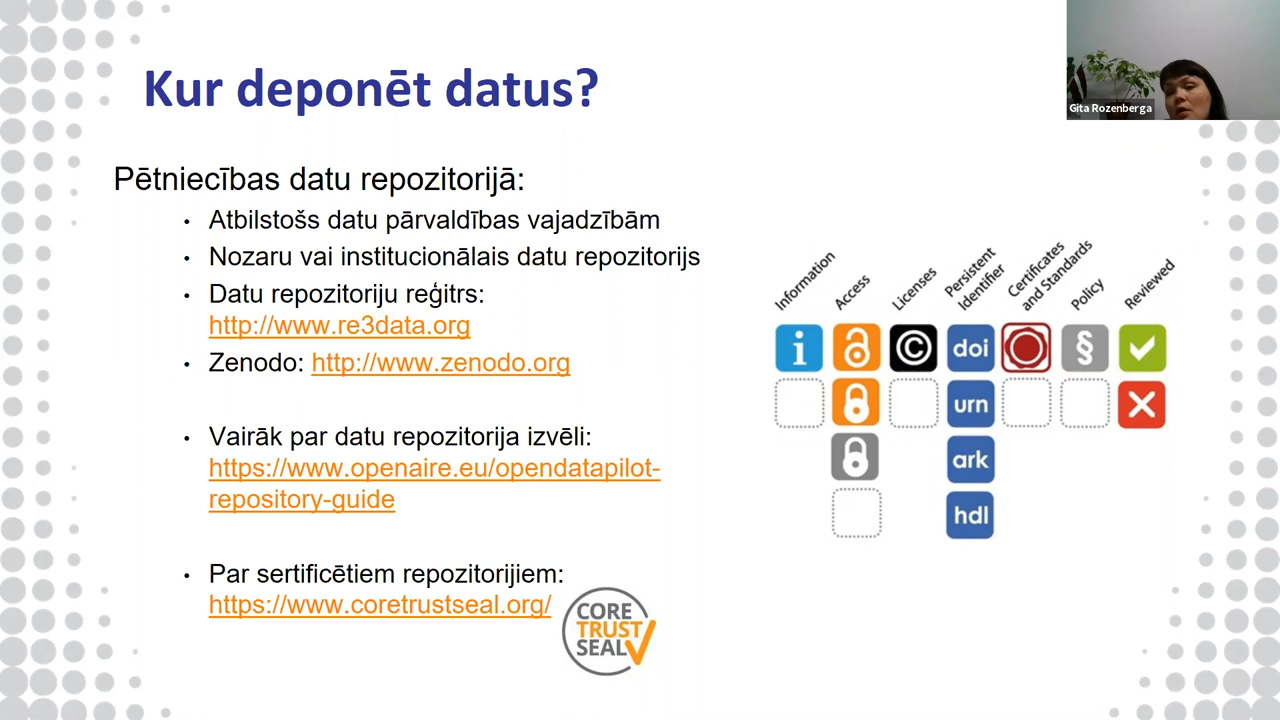 Kur deponēt datus?
Gita Rozenberga
Pētniecības datu repozitorijā:
• Atbilstošs datu pārvaldības vajadzībām
• Nozaru vai institucionālais datu repozitorijs
• Datu repozitoriju reģitrs:
http://www.re3data.org
• Zenodo: http://www.zenodo.org
• Vairāk par datu repozitorija izvēli:
https://www.openaire.eu/opendatapilot-
repository-guide
• Par sertificētiem repozitorijiem:
https://www.coretrustseal.org/
CORE
TRUST
SEAL
Information
Access
Licenses
Persistent
Identifier
Certificates
and Standards
Policy
Reviewed
i
©
doi
§
urn
ark
hdl